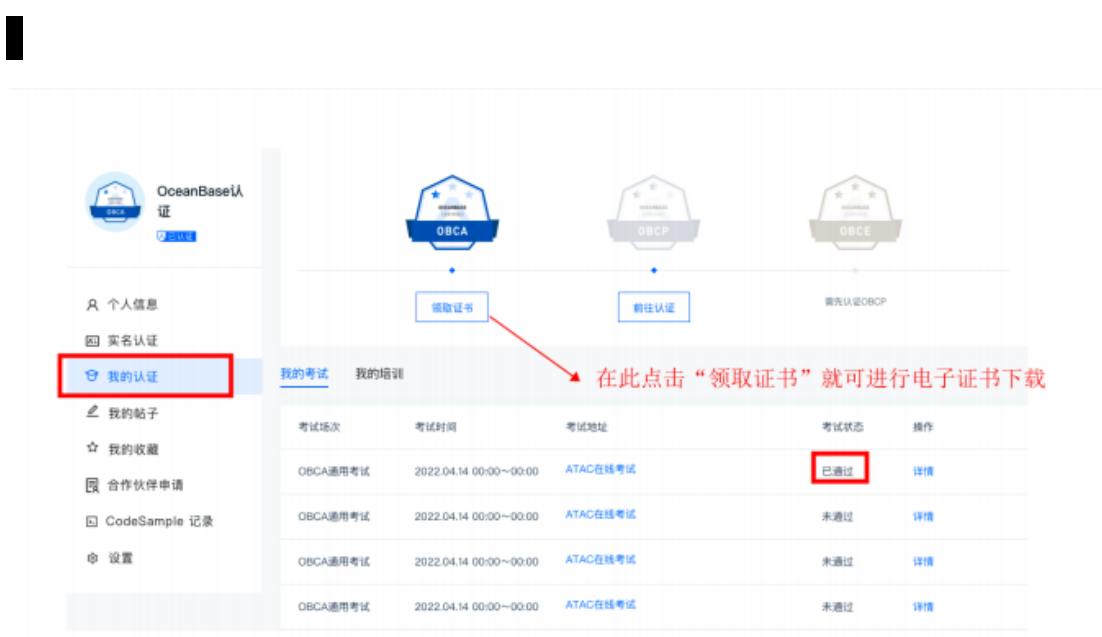 OceanBase认
证
已认证
OBCA
OBCA
OBCP
OBCE
领取证书
前往认证
需先认证OBCP
个人信息
实名认证
我的认证
我的帖子
我的收藏
合作伙伴申请
CodeSample 记录
设置
我的考试 我的培训
在此点击“领取证书”就可进行电子证书下载
考试场次 考试时间 考试地址 考试状态 操作
OBCA通用考试 2022.04.14 00:00~00:00 ATAC在线考试 已通过 详情
OBCA通用考试 2022.04.14 00:00~00:00 ATAC在线考试 未通过 详情
OBCA通用考试 2022.04.14 00:00~00:00 ATAC在线考试 未通过 详情
OBCA通用考试 2022.04.14 00:00~00:00 ATAC在线考试 未通过 详情